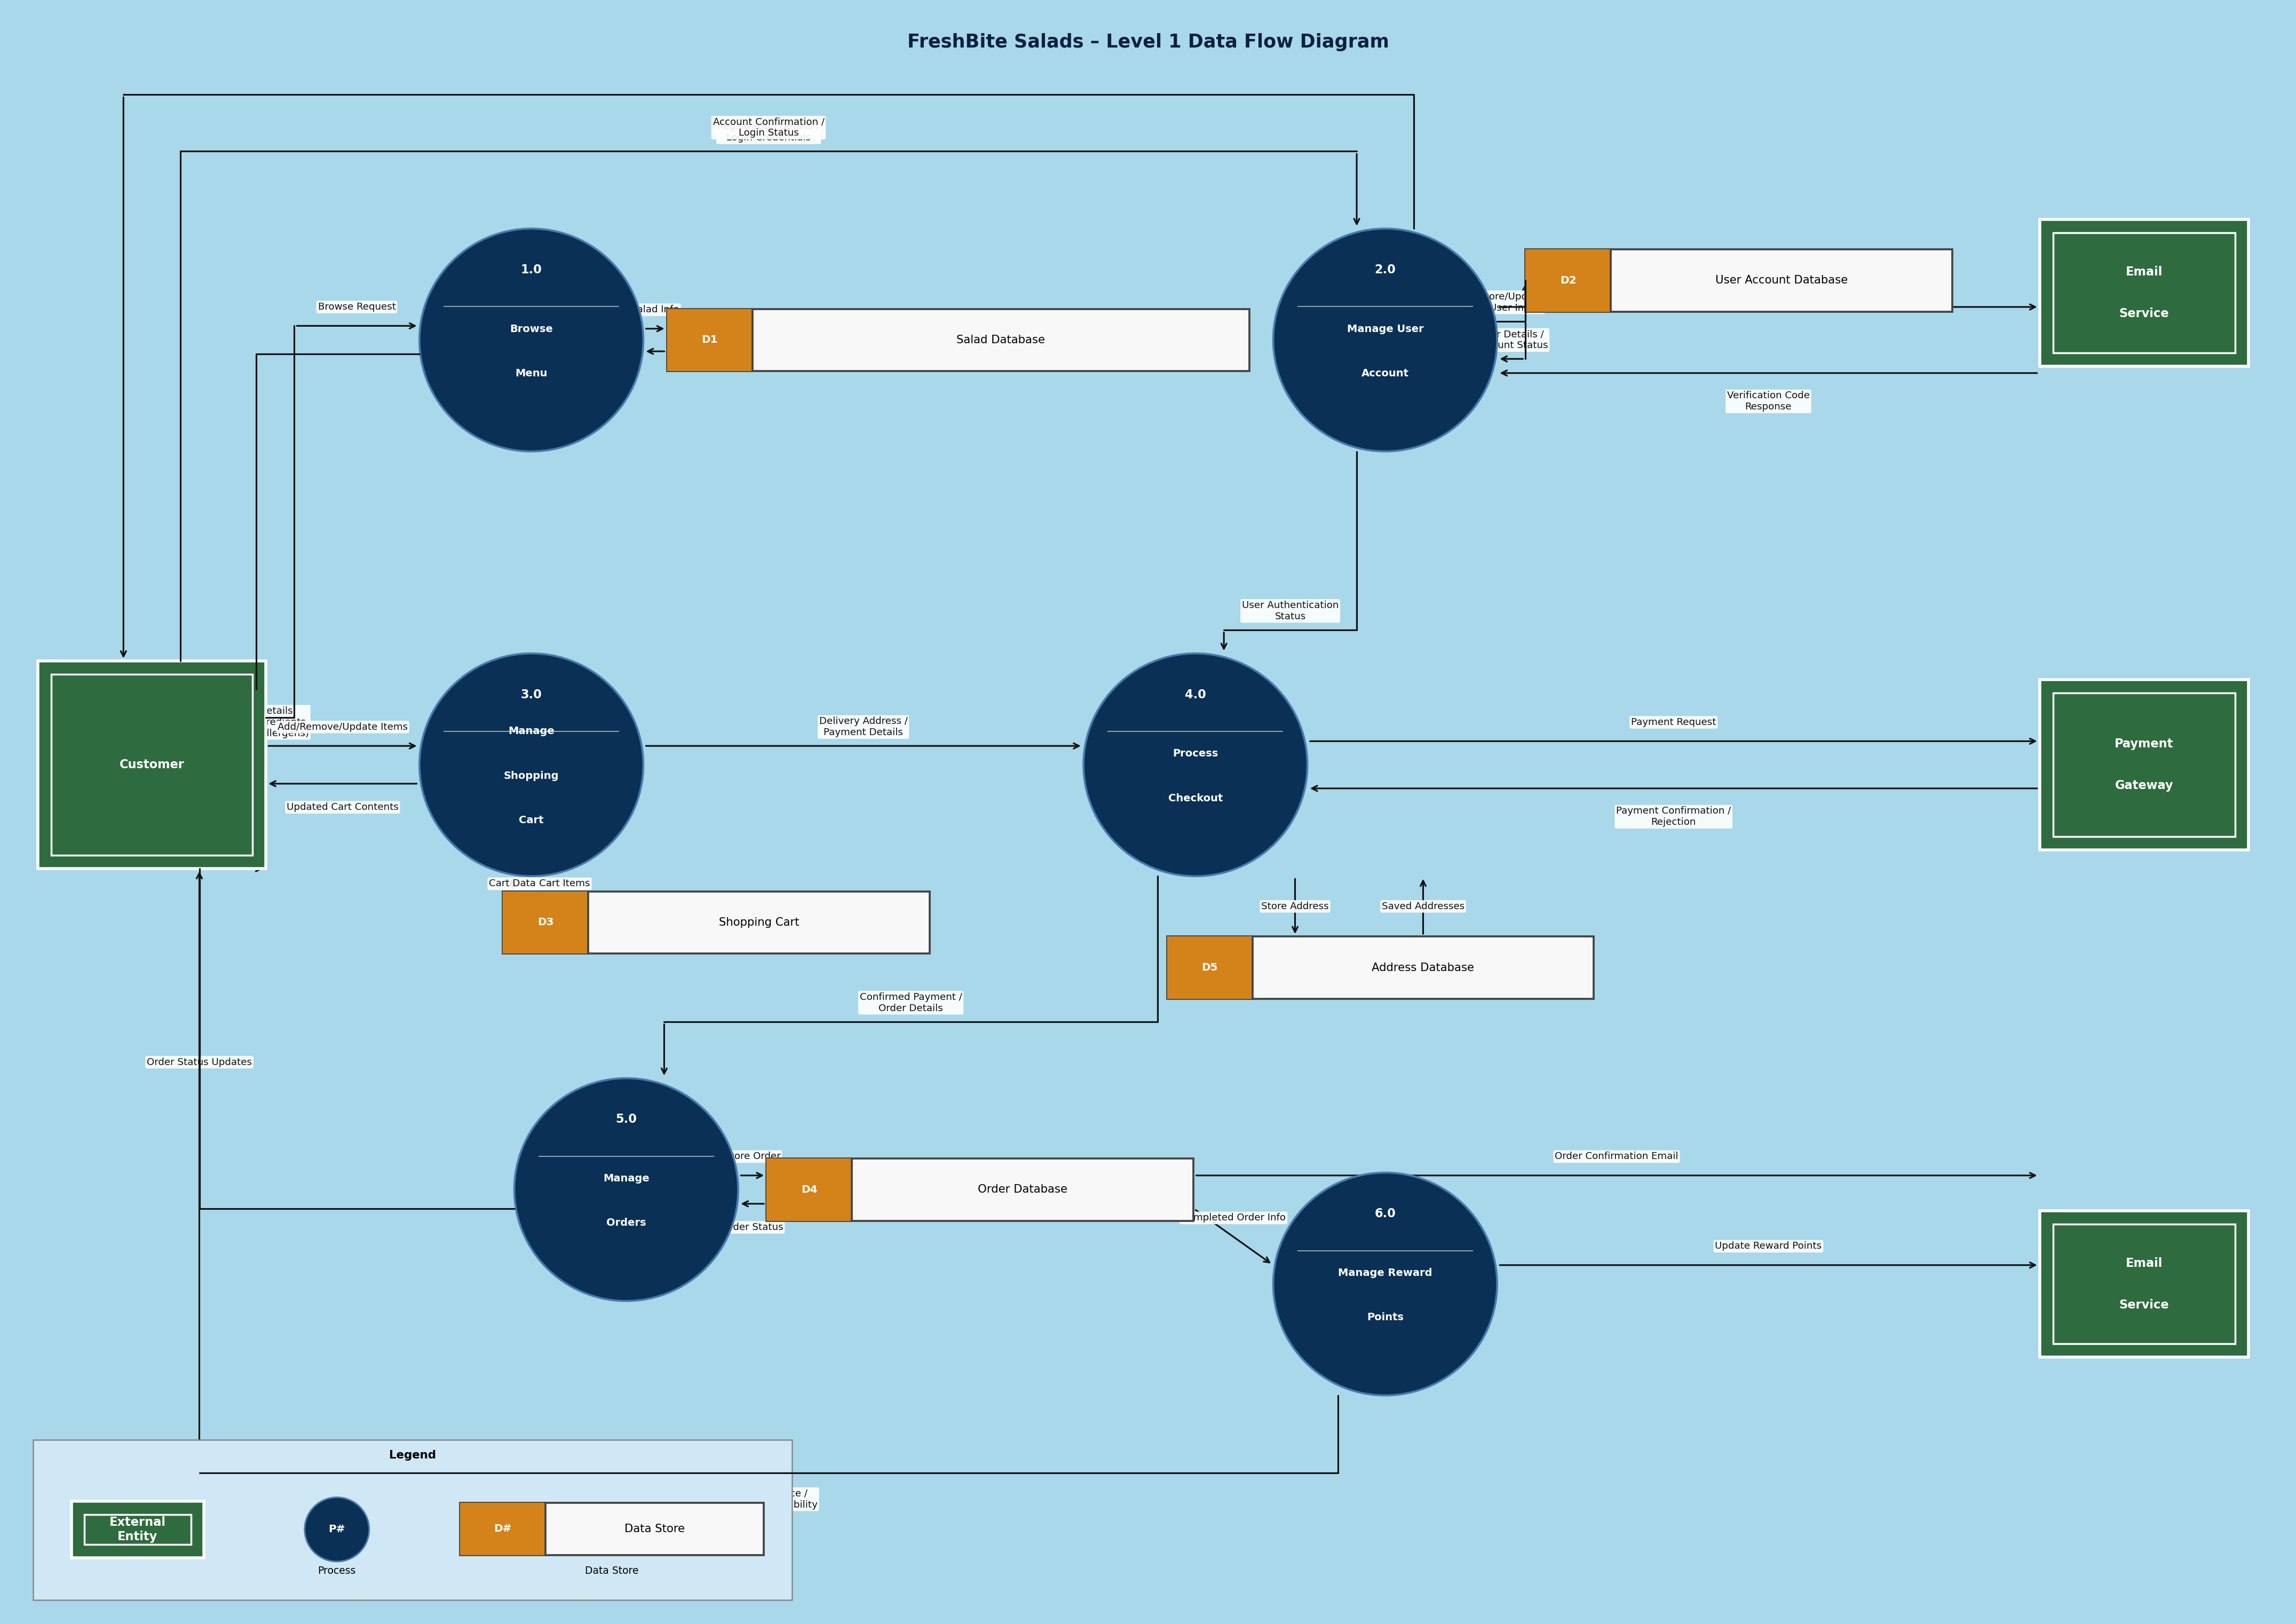 FreshBite Salads – Level 1 Data Flow Diagram
Account Confirmation /
Login Status
1.0
Browse
Menu
Browse Request
D1
Salad Database
2.0
Manage User
Account
D2
User Account Database
Email
Service
Verification Code
Response
User Authentication
Status
Customer
Add/Remove/Update Items
Updated Cart Contents
3.0
Manage
Shopping
Cart
Delivery Address /
Payment Details
4.0
Process
Checkout
Payment Request
Payment Confirmation /
Rejection
Payment
Gateway
Cart Data Cart Items
D3
Shopping Cart
Store Address
Saved Addresses
D5
Address Database
Confirmed Payment /
Order Details
Order Status Updates
5.0
Manage
Orders
D4
Order Database
Order Confirmation Email
Order Info
6.0
Manage Reward
Points
Update Reward Points
Email
Service
Legend
External
Entity
P#
Process
D#
Data Store
Data Store